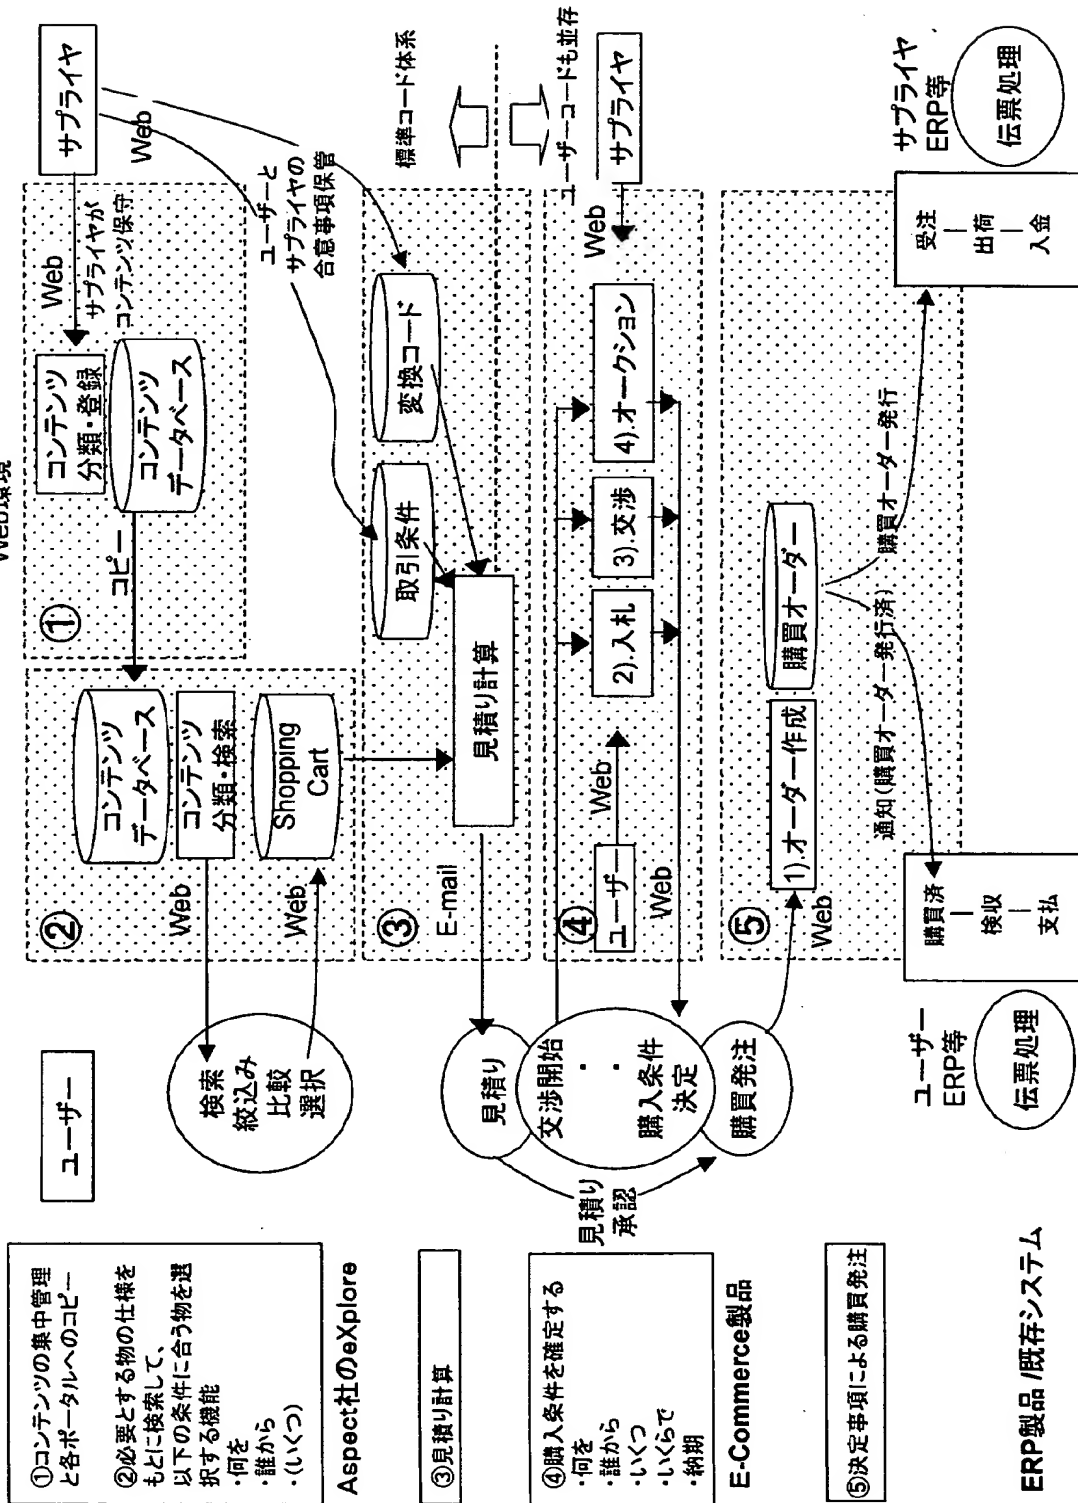 Web環境
①コンテンツの集中管理
と各ポータルへのコピー
②必要とする物の仕様を
もとに検索して、
以下の条件に合う物を選
択する機能
・何を
・誰から
・(いくつ)
Aspect社のeXplore
③見積り計算
④購入条件を確定する
・何を
・誰から
・いくつ
・いくらで
・納期
E-Commerce製品
⑤決定事項による購買発注
ERP製品 /既存システム
ユーザー
検索
絞込み
比較
選択
Web
Web
②
コンテンツ
データベース
コンテンツ
分類・検索
Shopping
Cart
コピー
①
コンテンツ
分類・登録
コンテンツ
データベース
Web
サプライヤが
コンテンツ保守
サプライヤ
Web
ユーザーと
サプライヤの
合意事項保管
見積り
E-mail
③
見積り計算
取引条件
変換コード
標準コード体系
ユーザーコードも並存
交渉開始
・
・
購入条件
決定
見積り
承認
購買発注
④
ユーザー
Web
Web
2)入札
3)交渉
4)オークション
Web
サプライヤ
⑤
Web
1)オーダー作成
購買オーダー
通知(購買オーダー発行済)
購買オーダー発行
ユーザー
ERP等
伝票処理
購買済
検収
支払
受注
出荷
入金
サプライヤ
ERP等
伝票処理